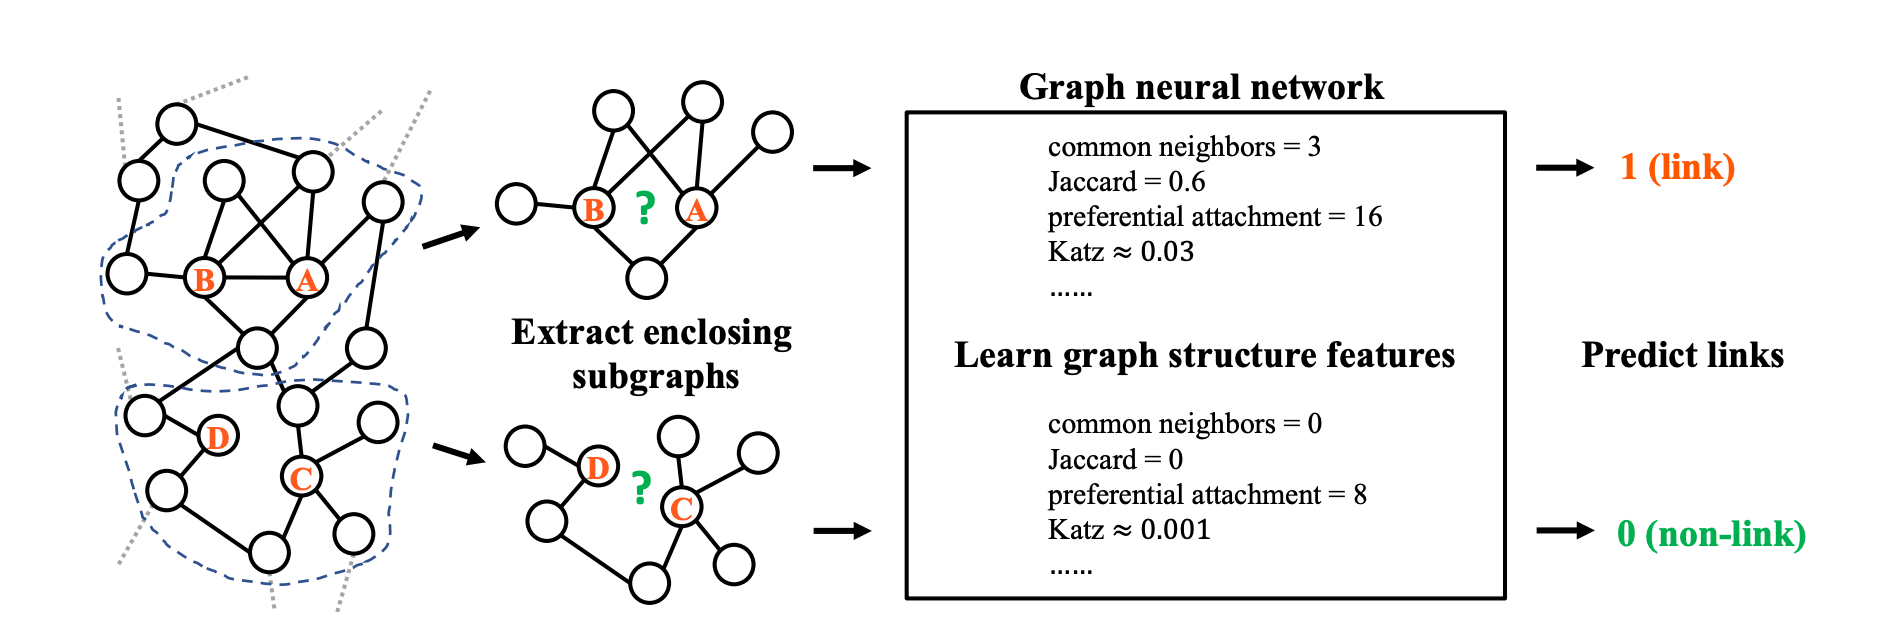 B
A
D
C
B
?
A
Extract enclosing
subgraphs
D
?
C
Graph neural network
common neighbors = 3
Jaccard = 0.6
preferential attachment = 16
Katz ≈ 0.03
......
Learn graph structure features
common neighbors = 0
Jaccard = 0
preferential attachment = 8
Katz ≈ 0.001
......
1 (link)
Predict links
0 (non-link)